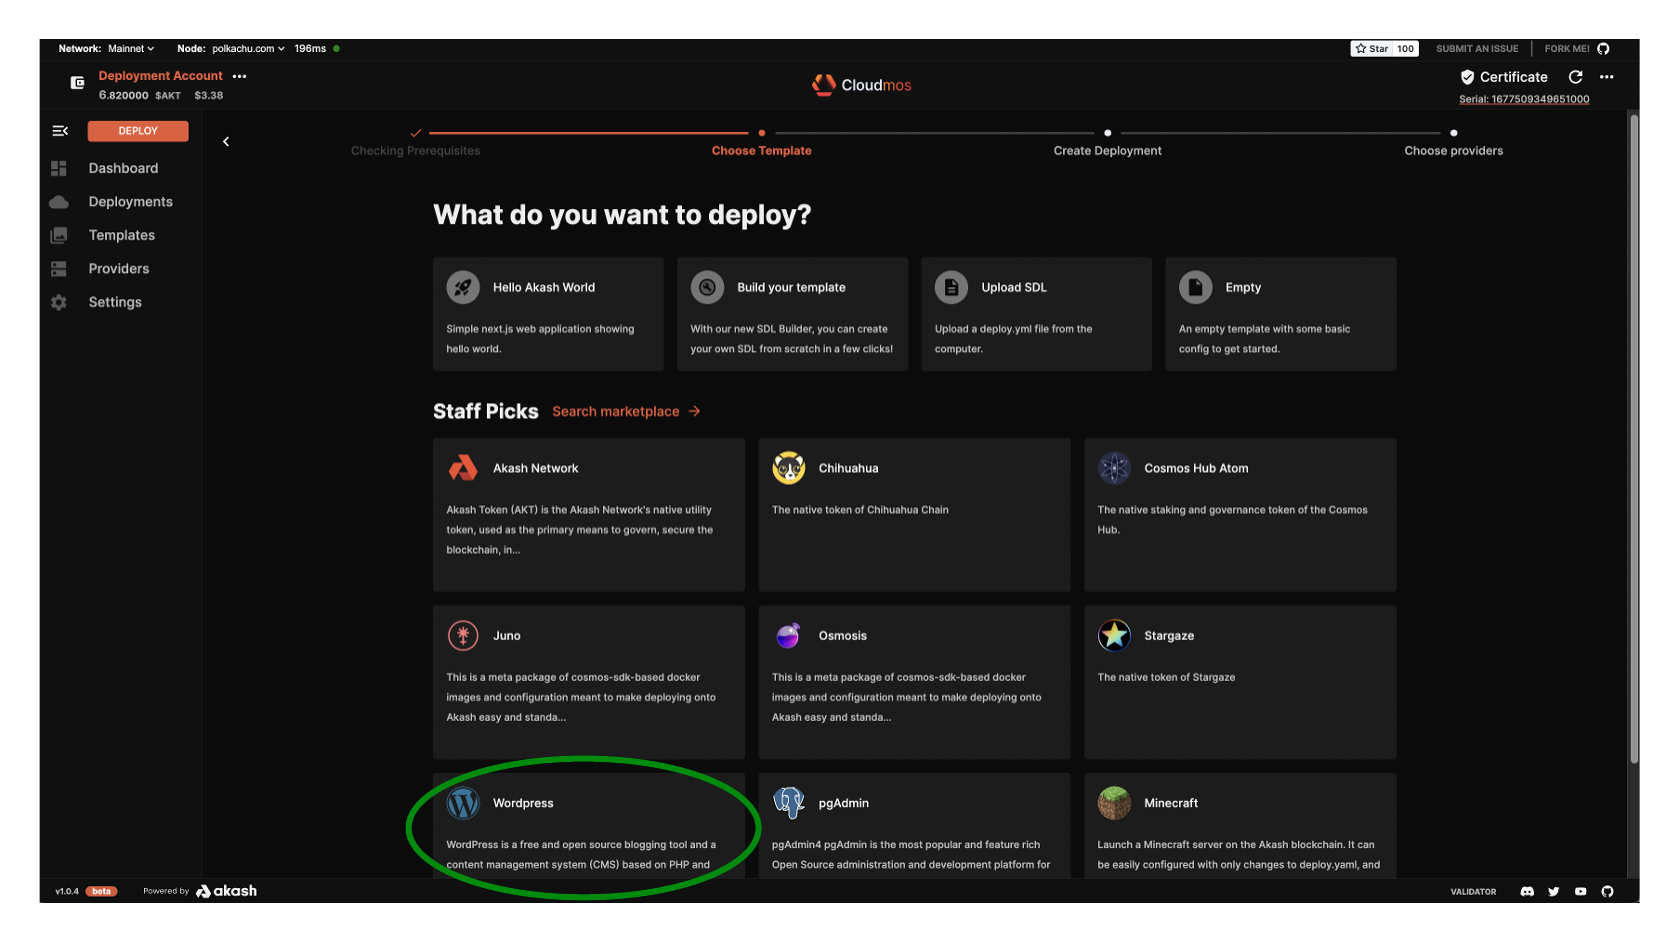 Network: Mainnet Node: polkachu.com 196ms
Star 100 SUBMIT AN ISSUE FORK ME!
Deployment Account •••
6.820000 $AKT $3.38
Cloudmos
Certificate •••
Serial: 1677509349651000
DEPLOY
Dashboard
Deployments
Templates
Providers
Settings
Checking Prerequisites
Choose Template
Create Deployment
Choose providers
What do you want to deploy?
Hello Akash World
Simple next.js web application showing
hello world.
Build your template
With our new SDL Builder, you can create
your own SDL from scratch in a few clicks!
Upload SDL
Upload a deploy.yml file from the
computer.
Empty
An empty template with some basic
config to get started.
Staff Picks Search marketplace →
Akash Network
Akash Token (AKT) is the Akash Network's native utility
token, used as the primary means to govern, secure the
blockchain, in...
Chihuahua
The native token of Chihuahua Chain
Cosmos Hub Atom
The native staking and governance token of the Cosmos
Hub.
Juno
This is a meta package of cosmos-sdk-based docker
images and configuration meant to make deploying onto
Akash easy and standa...
Osmosis
This is a meta package of cosmos-sdk-based docker
images and configuration meant to make deploying onto
Akash easy and standa...
Stargaze
The native token of Stargaze
Wordpress
WordPress is a free and open source blogging tool and a
content management system (CMS) based on PHP and
pgAdmin
pgAdmin4 pgAdmin is the most popular and feature rich
Open Source administration and development platform for
Minecraft
Launch a Minecraft server on the Akash blockchain. It can
be easily configured with only changes to deploy.yaml, and
v1.0.4 beta Powered by akash
VALIDATOR